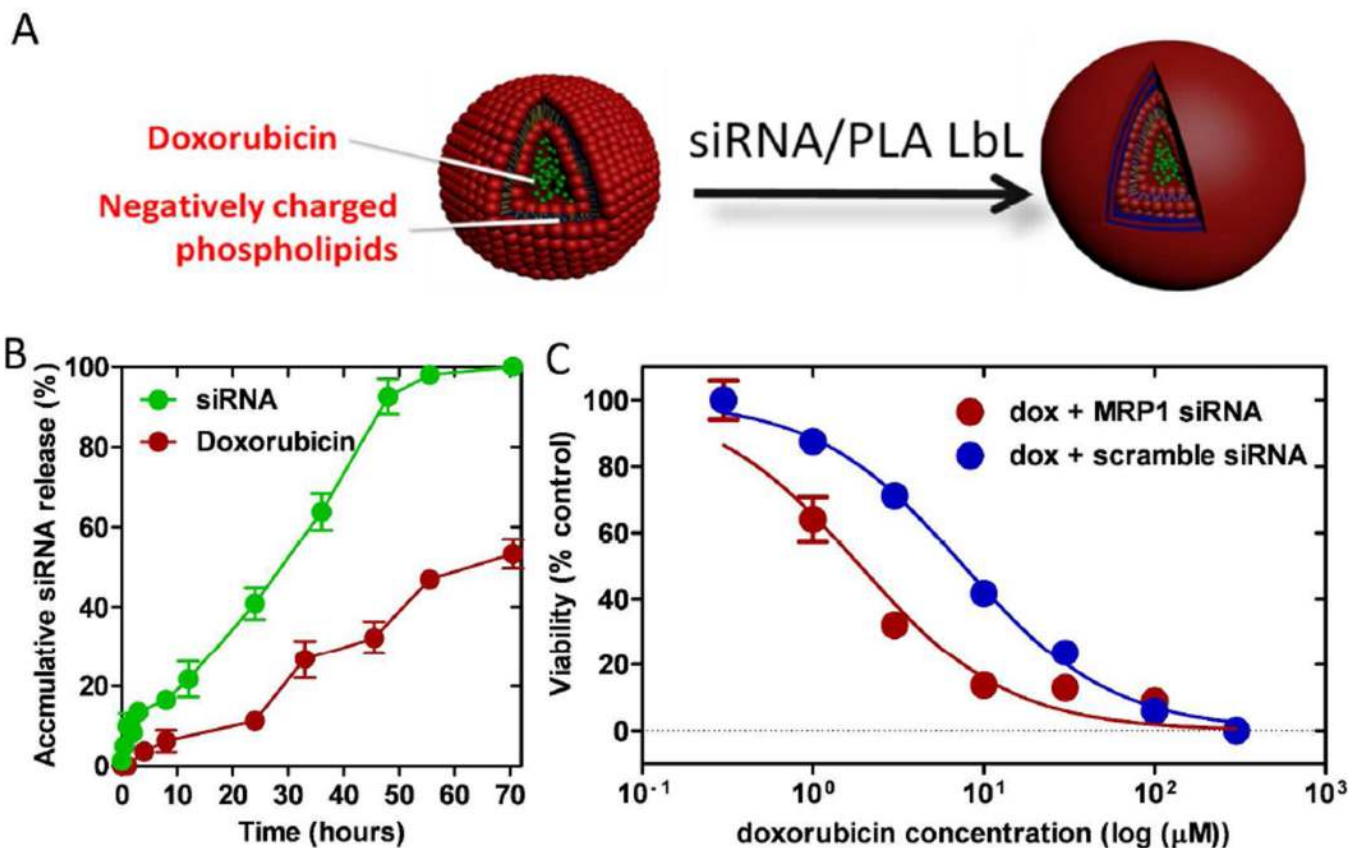 A
Doxorubicin
Negatively charged
phospholipids
siRNA/PLA LbL
B
Accmulative siRNA release (%)
100
80
60
40
20
0
siRNA
Doxorubicin
0 10 20 30 40 50 60 70
Time (hours)
C
Viability (% control)
100
80
60
40
20
0
dox + MRP1 siRNA
dox + scramble siRNA
10⁻¹ 10⁰ 10¹ 10² 10³
doxorubicin concentration (log (μM))